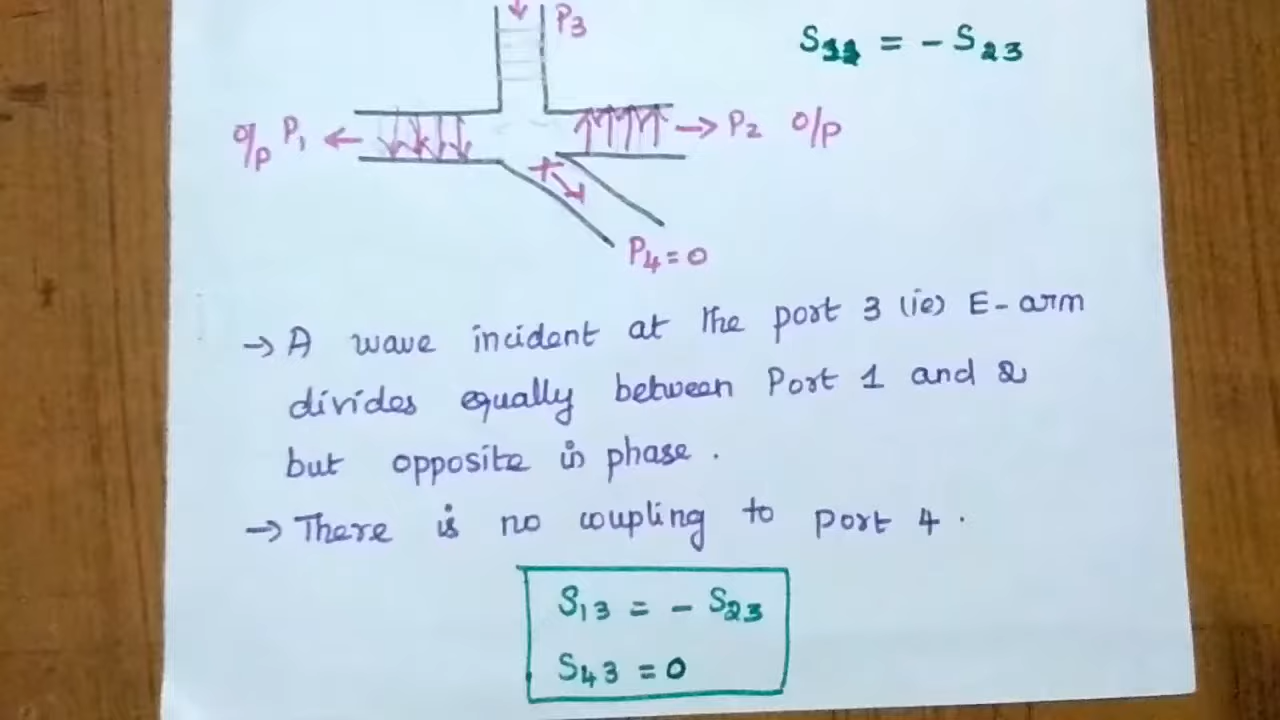 P3
S = - S23
o/p P1 ← → P2 o/p
P4 = 0
→ A wave incident at the port 3 (ie) E-arm
divides equally between Port 1 and 2
but opposite in phase .
→ There is no coupling to port 4 .
S13 = - S23
S43 = 0